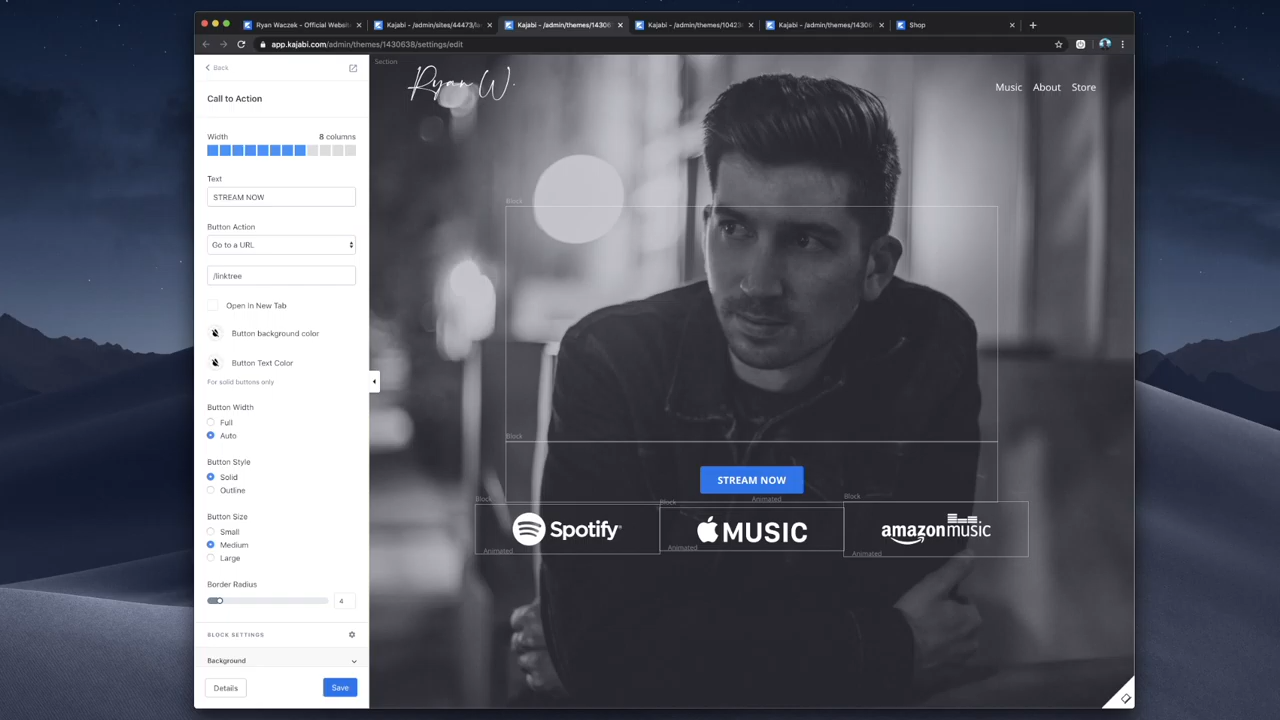 Ryan Waczek - Official Websit
Kajabi - /admin/sites/44473/la
Kajabi - /admin/themes/14306
Kajabi - /admin/themes/10423
Kajabi - /admin/themes/14306
Shop
app.kajabi.com/admin/themes/1430638/settings/edit
Back
Call to Action
Width
8 columns
Text
STREAM NOW
Button Action
Go to a URL
/linktree
Open in New Tab
Button background color
Button Text Color
For solid buttons only
Button Width
Full
Auto
Button Style
Solid
Outline
Button Size
Small
Medium
Large
Border Radius
4
BLOCK SETTINGS
Background
Details
Save
Section
Ryan W.
Music About Store
Block
Block
STREAM NOW
Animated
Block
Block
Block
Spotify
MUSIC
amazon music
Animated
Animated
Animated